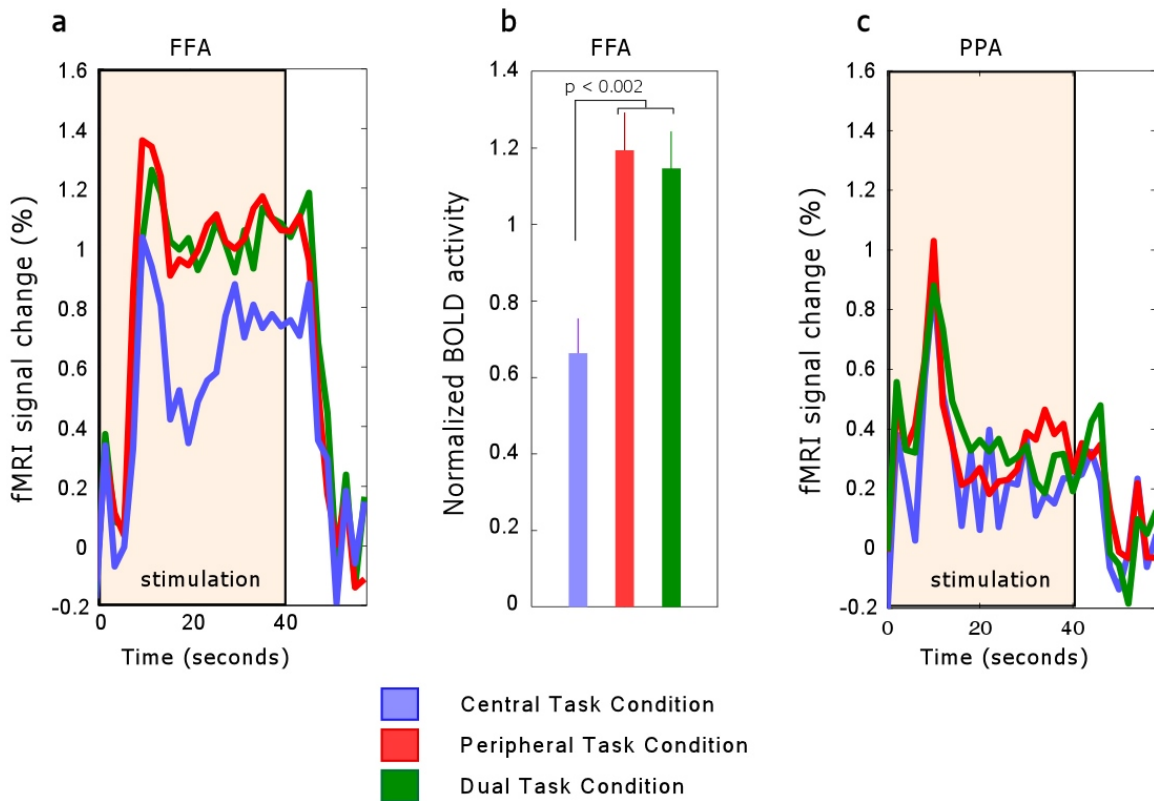 a
FFA
1.6
1.4
1.2
1
0.8
0.6
0.4
0.2
0
-0.2
fMRI signal change (%)
stimulation
0
20
40
Time (seconds)
b
FFA
1.4
1.2
1
0.8
0.6
0.4
0.2
0
Normalized BOLD activity
p < 0.002
c
PPA
1.6
1.4
1.2
1
0.8
0.6
0.4
0.2
0
-0.2
fMRI signal change (%)
stimulation
0
20
40
Time (seconds)
Central Task Condition
Peripheral Task Condition
Dual Task Condition